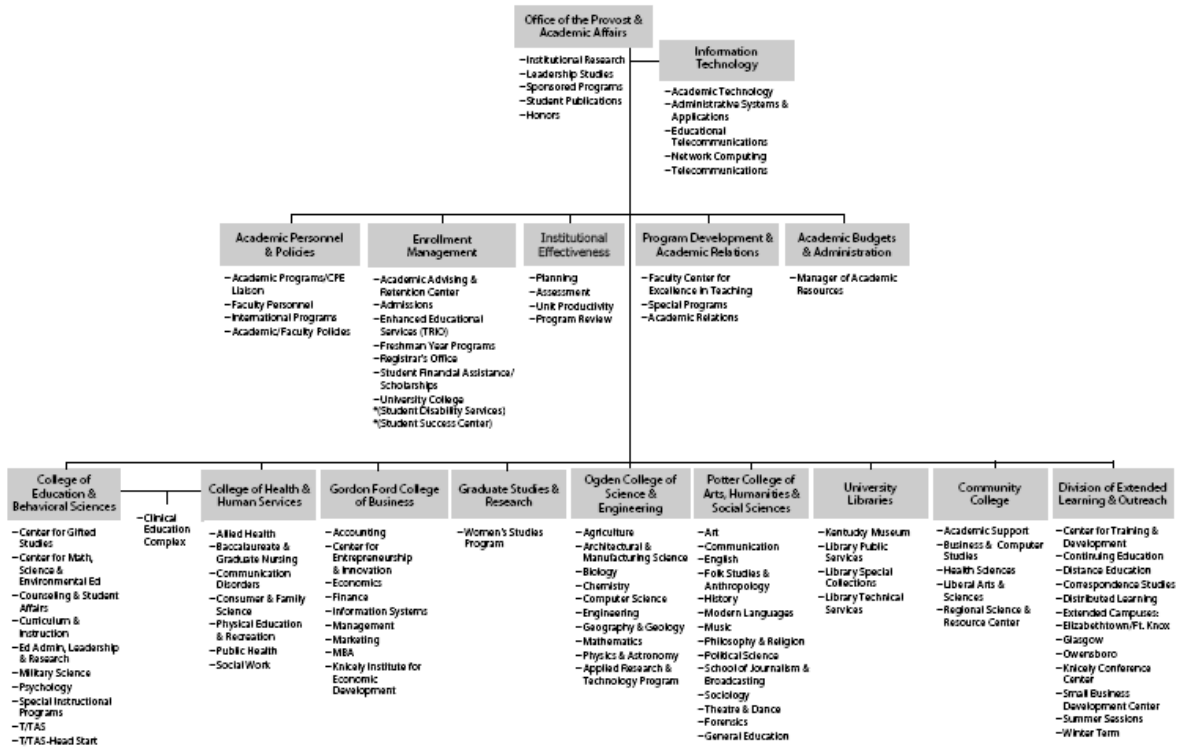 Office of the Provost &
Academic Affairs
–Institutional Research
–Leadership Studies
–Sponsored Programs
–Student Publications
–Honors
Information
Technology
–Academic Technology
–Administrative Systems &
Applications
–Educational
Telecommunications
–Network Computing
–Telecommunications
Academic Personnel
& Policies
–Academic Programs/CPE
Liaison
–Faculty Personnel
–International Programs
–Academic/Faculty Policies
Enrollment
Management
–Academic Advising &
Retention Center
–Admissions
–Enhanced Educational
Services (TRIO)
–Freshman Year Programs
–Registrar's Office
–Student Financial Assistance/
Scholarships
–University College
*(Student Disability Services)
*(Student Success Center)
Institutional
Effectiveness
–Planning
–Assessment
–Unit Productivity
–Program Review
Program Development &
Academic Relations
–Faculty Center for
Excellence in Teaching
–Special Programs
–Academic Relations
Academic Budgets
& Administration
–Manager of Academic
Resources
College of
Education &
Behavioral Sciences
–Center for Gifted
Studies
–Center for Math,
Science &
Environmental Ed
–Counseling & Student
Affairs
–Curriculum &
Instruction
–Ed Admin, Leadership
& Research
–Military Science
–Psychology
–Special Instructional
Programs
–T/TAS
–T/TAS-Head Start
–Clinical
Education
Complex
College of Health &
Human Services
–Allied Health
–Baccalaureate &
Graduate Nursing
–Communication
Disorders
–Consumer & Family
Science
–Physical Education
& Recreation
–Public Health
–Social Work
Gordon Ford College
of Business
–Accounting
–Center for
Entrepreneurship
& Innovation
–Economics
–Finance
–Information Systems
–Management
–Marketing
–MBA
–Knicely Institute for
Economic
Development
Graduate Studies &
Research
–Women's Studies
Program
Ogden College of
Science &
Engineering
–Agriculture
–Architectural &
Manufacturing Science
–Biology
–Chemistry
–Computer Science
–Engineering
–Geography & Geology
–Mathematics
–Physics & Astronomy
–Applied Research &
Technology Program
Potter College of
Arts, Humanities &
Social Sciences
–Art
–Communication
–English
–Folk Studies &
Anthropology
–History
–Modern Languages
–Music
–Philosophy & Religion
–Political Science
–School of Journalism &
Broadcasting
–Sociology
–Theatre & Dance
–Forensics
–General Education
University
Libraries
–Kentucky Museum
–Library Public
Services
–Library Special
Collections
–Library Technical
Services
Community
College
–Academic Support
–Business & Computer
Studies
–Health Sciences
–Liberal Arts &
Sciences
–Regional Science &
Resource Center
Division of Extended
Learning & Outreach
–Center for Training &
Development
–Continuing Education
–Distance Education
–Correspondence Studies
–Distributed Learning
–Extended Campuses:
–Elizabethtown/Ft. Knox
–Glasgow
–Owensboro
–Knicely Conference
Center
–Small Business
Development Center
–Summer Sessions
–Winter Term